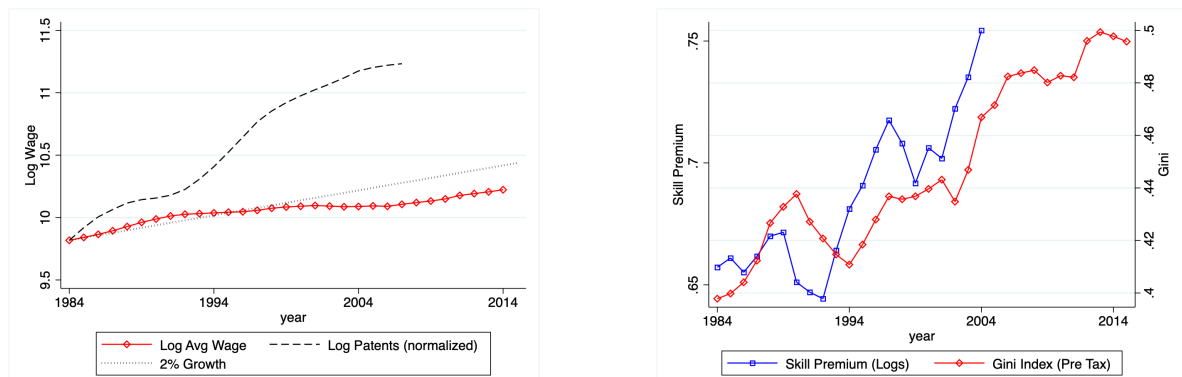 11.5
11
10.5
10
9.5
Log Wage
1984
1994
2004
2014
year
Log Avg Wage
Log Patents (normalized)
2% Growth
.75
.7
.65
Skill Premium
.5
.48
.46
.44
.42
.4
Gini
1984
1994
2004
2014
year
Skill Premium (Logs)
Gini Index (Pre Tax)